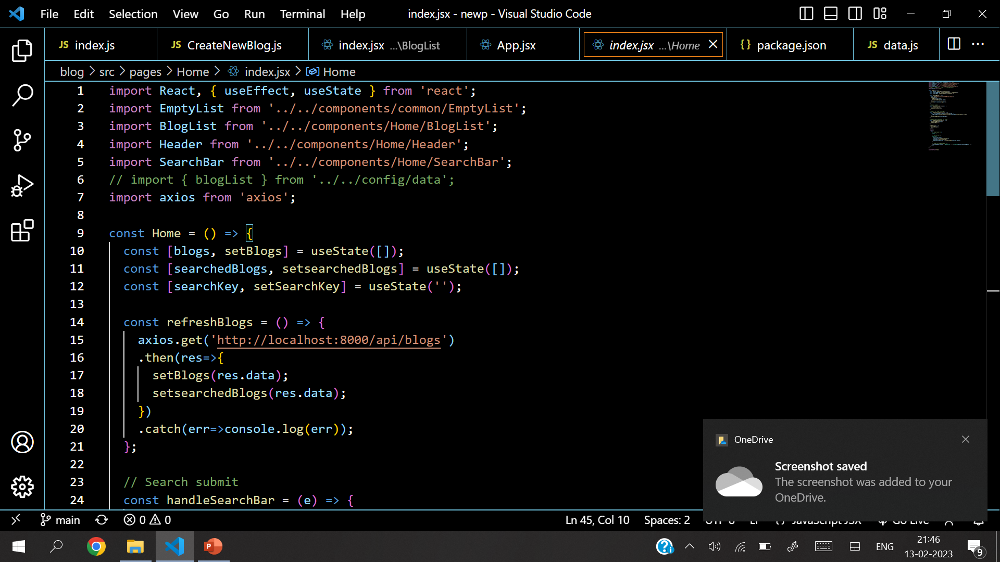 File Edit Selection View Go Run Terminal Help index.jsx - newp - Visual Studio Code
JS index.js JS CreateNewBlog.js index.jsx ...\BlogList App.jsx index.jsx ...\Home {} package.json JS data.js
blog > src > pages > Home > index.jsx > Home
1 import React, { useEffect, useState } from 'react';
2 import EmptyList from '../../components/common/EmptyList';
3 import BlogList from '../../components/Home/BlogList';
4 import Header from '../../components/Home/Header';
5 import SearchBar from '../../components/Home/SearchBar';
6 // import { blogList } from '../../config/data';
7 import axios from 'axios';
8
9 const Home = () => {
10 const [blogs, setBlogs] = useState([]);
11 const [searchedBlogs, setsearchedBlogs] = useState([]);
12 const [searchKey, setSearchKey] = useState('');
13
14 const refreshBlogs = () => {
15 axios.get('http://localhost:8000/api/blogs')
16 .then(res=>{
17 setBlogs(res.data);
18 setsearchedBlogs(res.data);
19 })
20 .catch(err=>console.log(err));
21 };
22
23 // Search submit
24 const handleSearchBar = (e) => {
OneDrive
Screenshot saved
The screenshot was added to your
OneDrive.
main 0 0 Ln 45, Col 10 Spaces: 2
ENG 21:46
13-02-2023
9